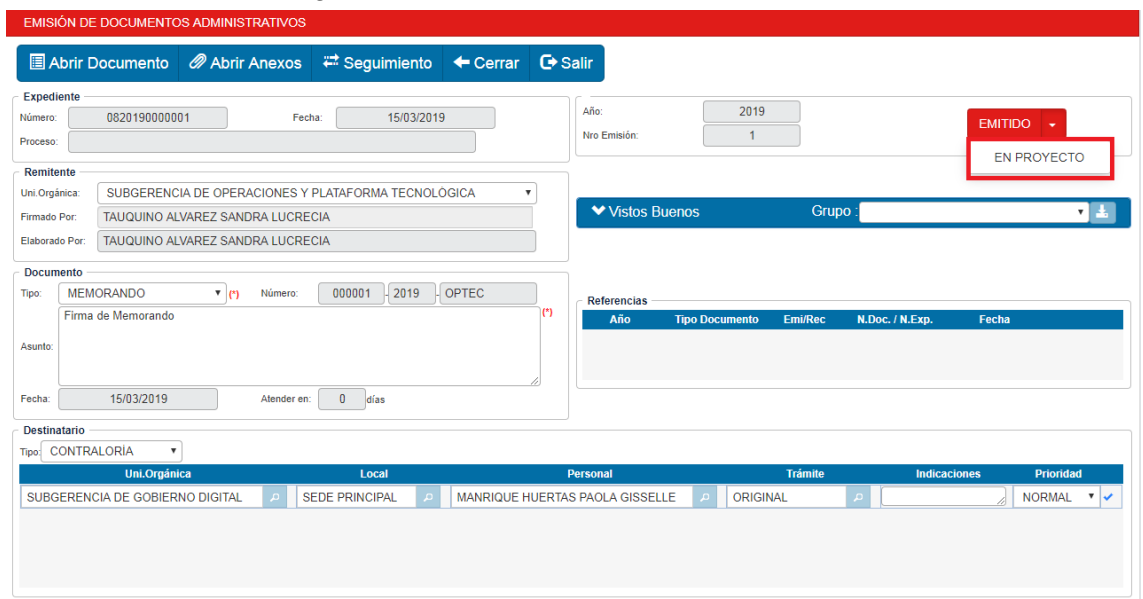 EMISIÓN DE DOCUMENTOS ADMINISTRATIVOS
Abrir Documento Abrir Anexos Seguimiento Cerrar Salir
Expediente
Número: 0820190000001 Fecha: 15/03/2019
Proceso:
Año: 2019
Nro Emisión: 1
EMITIDO
EN PROYECTO
Remitente
Uni.Orgánica: SUBGERENCIA DE OPERACIONES Y PLATAFORMA TECNOLÓGICA
Firmado Por: TAUQUINO ALVAREZ SANDRA LUCRECIA
Elaborado Por: TAUQUINO ALVAREZ SANDRA LUCRECIA
Vistos Buenos Grupo :
Documento
Tipo: MEMORANDO (*) Número: 000001 - 2019 - OPTEC
Asunto: Firma de Memorando (*)
Fecha: 15/03/2019 Atender en: 0 días
Referencias
Año Tipo Documento Emi/Rec N.Doc. / N.Exp. Fecha
Destinatario
Tipo: CONTRALORÍA
Uni.Orgánica Local Personal Trámite Indicaciones Prioridad
SUBGERENCIA DE GOBIERNO DIGITAL SEDE PRINCIPAL MANRIQUE HUERTAS PAOLA GISSELLE ORIGINAL NORMAL